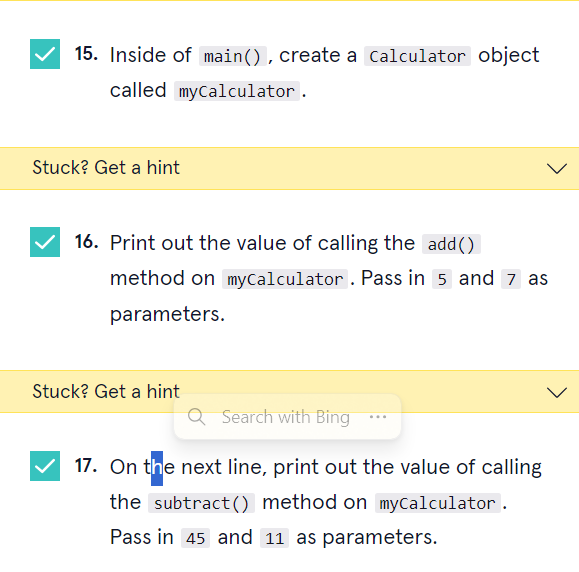 15. Inside of main(), create a Calculator object
called myCalculator.
Stuck? Get a hint
16. Print out the value of calling the add()
method on myCalculator. Pass in 5 and 7 as
parameters.
Stuck? Get a hint
Search with Bing ···
17. On the next line, print out the value of calling
the subtract() method on myCalculator.
Pass in 45 and 11 as parameters.